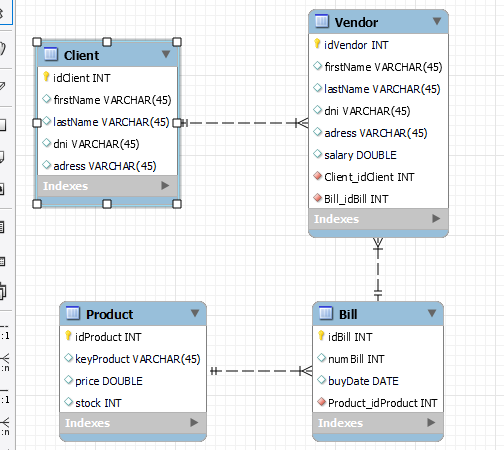 Client
idClient INT
firstName VARCHAR(45)
lastName VARCHAR(45)
dni VARCHAR(45)
adress VARCHAR(45)
Indexes
Vendor
idVendor INT
firstName VARCHAR(45)
lastName VARCHAR(45)
dni VARCHAR(45)
adress VARCHAR(45)
salary DOUBLE
Client_idClient INT
Bill_idBill INT
Indexes
Product
idProduct INT
keyProduct VARCHAR(45)
price DOUBLE
stock INT
Indexes
Bill
idBill INT
numBill INT
buyDate DATE
Product_idProduct INT
Indexes
:1
:n
:1
:n